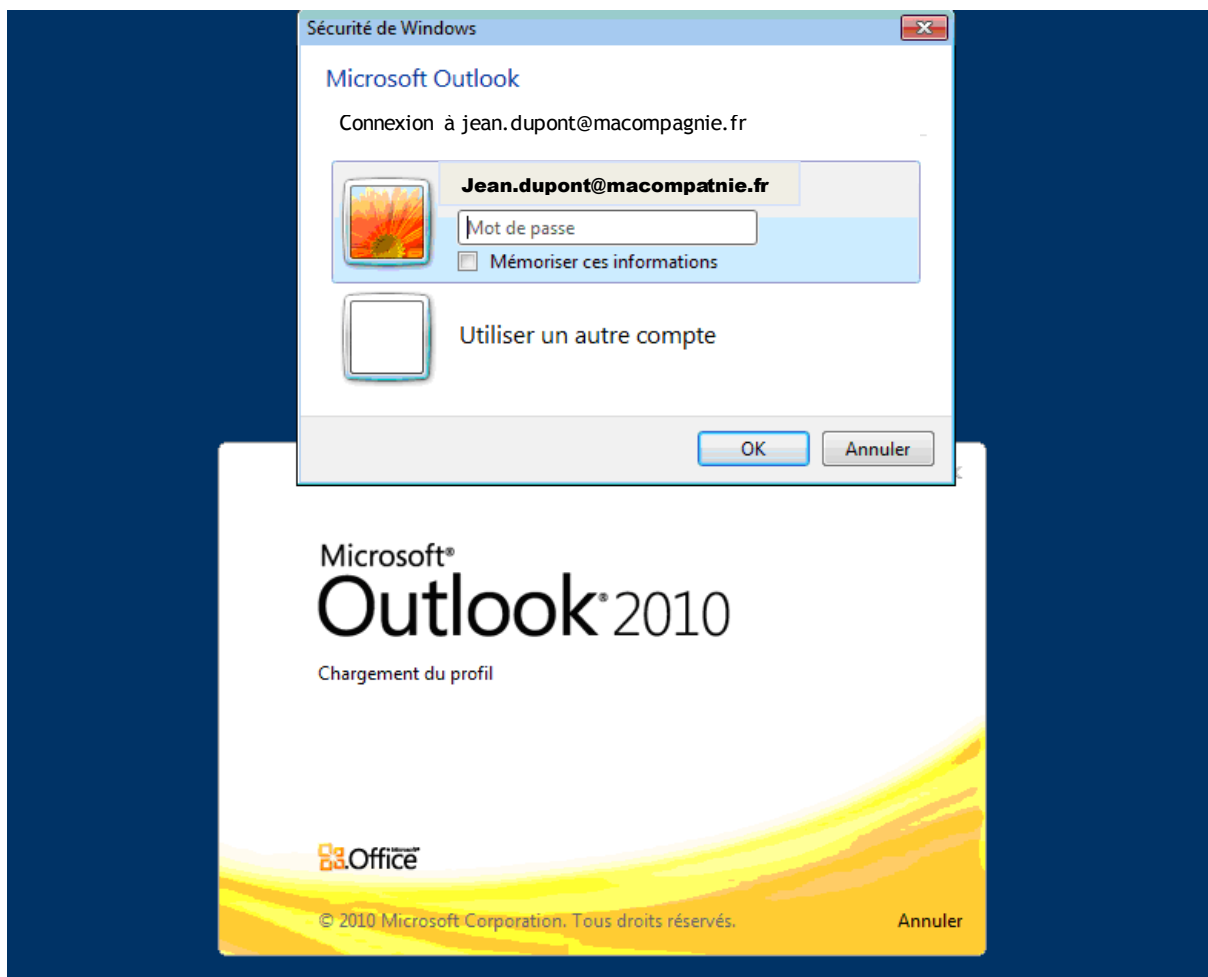 Sécurité de Windows
Microsoft Outlook
Connexion à jean.dupont@macompagnie.fr
Jean.dupont@macompatnie.fr
Mot de passe
Mémoriser ces informations
Utiliser un autre compte
OK
Annuler
Microsoft®
Outlook® 2010
Chargement du profil
Office
© 2010 Microsoft Corporation. Tous droits réservés.
Annuler